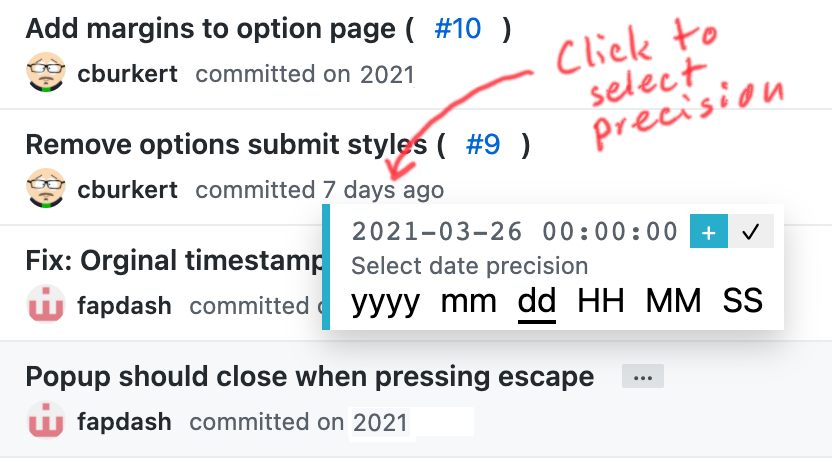 Add margins to option page ( #10 )
cburkert committed on 2021
Click to
select
precision
Remove options submit styles ( #9 )
cburkert committed 7 days ago
2021-03-26 00:00:00 + ✓
Select date precision
yyyy mm dd HH MM SS
Fix: Orginal timestamp
fapdash committed
Popup should close when pressing escape ...
fapdash committed on 2021